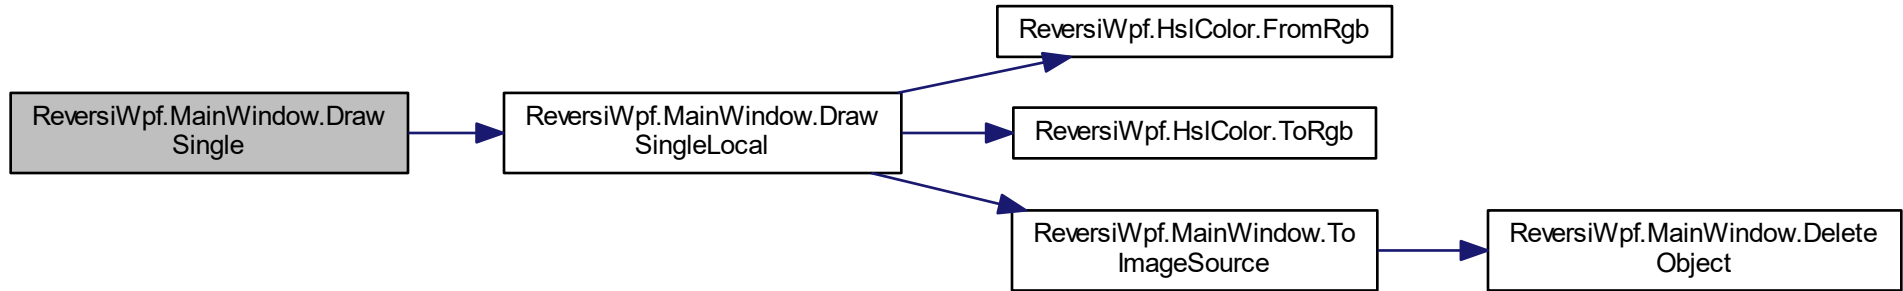 ReversiWpf.HslColor.FromRgb
ReversiWpf.MainWindow.Draw
Single
ReversiWpf.MainWindow.Draw
SingleLocal
ReversiWpf.HslColor.ToRgb
ReversiWpf.MainWindow.To
ImageSource
ReversiWpf.MainWindow.Delete
Object